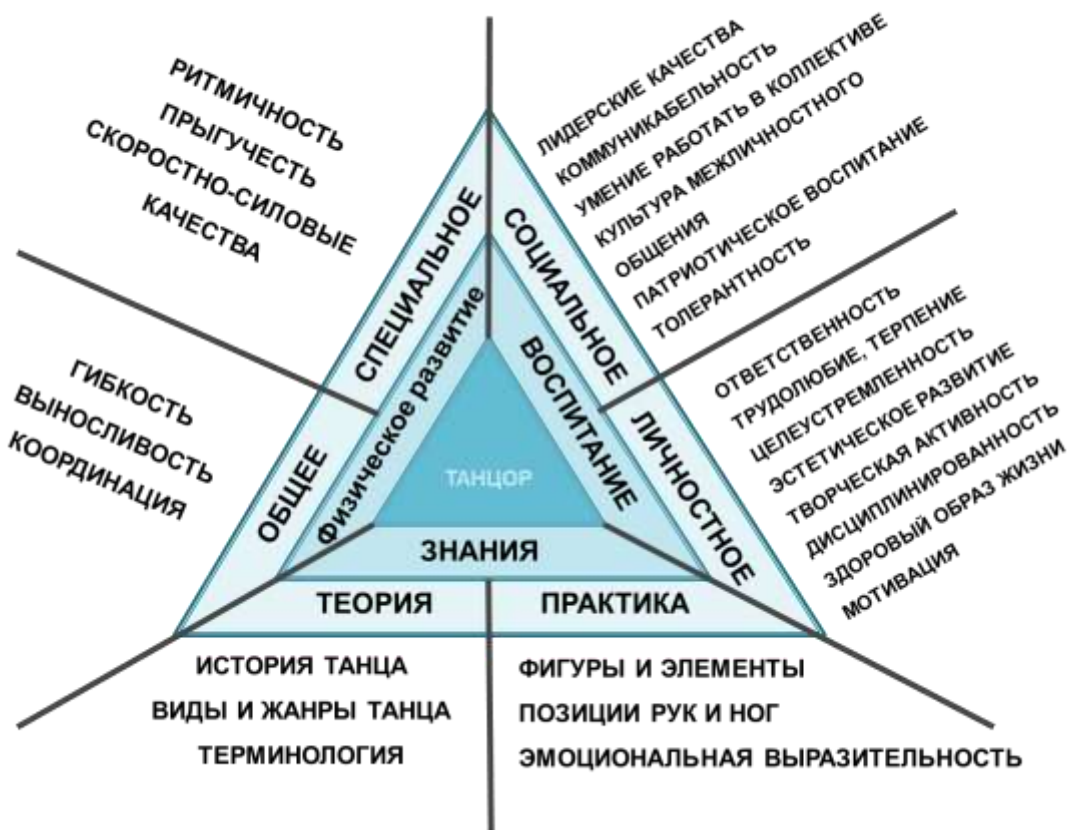 РИТМИЧНОСТЬ
ПРЫГУЧЕСТЬ
СКОРОСТНО-СИЛОВЫЕ
КАЧЕСТВА
ЛИДЕРСКИЕ КАЧЕСТВА
КОММУНИКАБЕЛЬНОСТЬ
УМЕНИЕ РАБОТАТЬ В КОЛЛЕКТИВЕ
КУЛЬТУРА МЕЖЛИЧНОСТНОГО
ОБЩЕНИЯ
ПАТРИОТИЧЕСКОЕ ВОСПИТАНИЕ
ТОЛЕРАНТНОСТЬ
ГИБКОСТЬ
ВЫНОСЛИВОСТЬ
КООРДИНАЦИЯ
ОТВЕТСТВЕННОСТЬ
ТРУДОЛЮБИЕ, ТЕРПЕНИЕ
ЦЕЛЕУСТРЕМЛЕННОСТЬ
ЭСТЕТИЧЕСКОЕ РАЗВИТИЕ
ТВОРЧЕСКАЯ АКТИВНОСТЬ
ДИСЦИПЛИНИРОВАННОСТЬ
ЗДОРОВЫЙ ОБРАЗ ЖИЗНИ
МОТИВАЦИЯ
СПЕЦИАЛЬНОЕ
СОЦИАЛЬНОЕ
ОБЩЕЕ
Физическое развитие
ВОСПИТАНИЕ
ЛИЧНОСТНОЕ
ТАНЦОР
ЗНАНИЯ
ТЕОРИЯ
ПРАКТИКА
ИСТОРИЯ ТАНЦА
ВИДЫ И ЖАНРЫ ТАНЦА
ТЕРМИНОЛОГИЯ
ФИГУРЫ И ЭЛЕМЕНТЫ
ПОЗИЦИИ РУК И НОГ
ЭМОЦИОНАЛЬНАЯ ВЫРАЗИТЕЛЬНОСТЬ